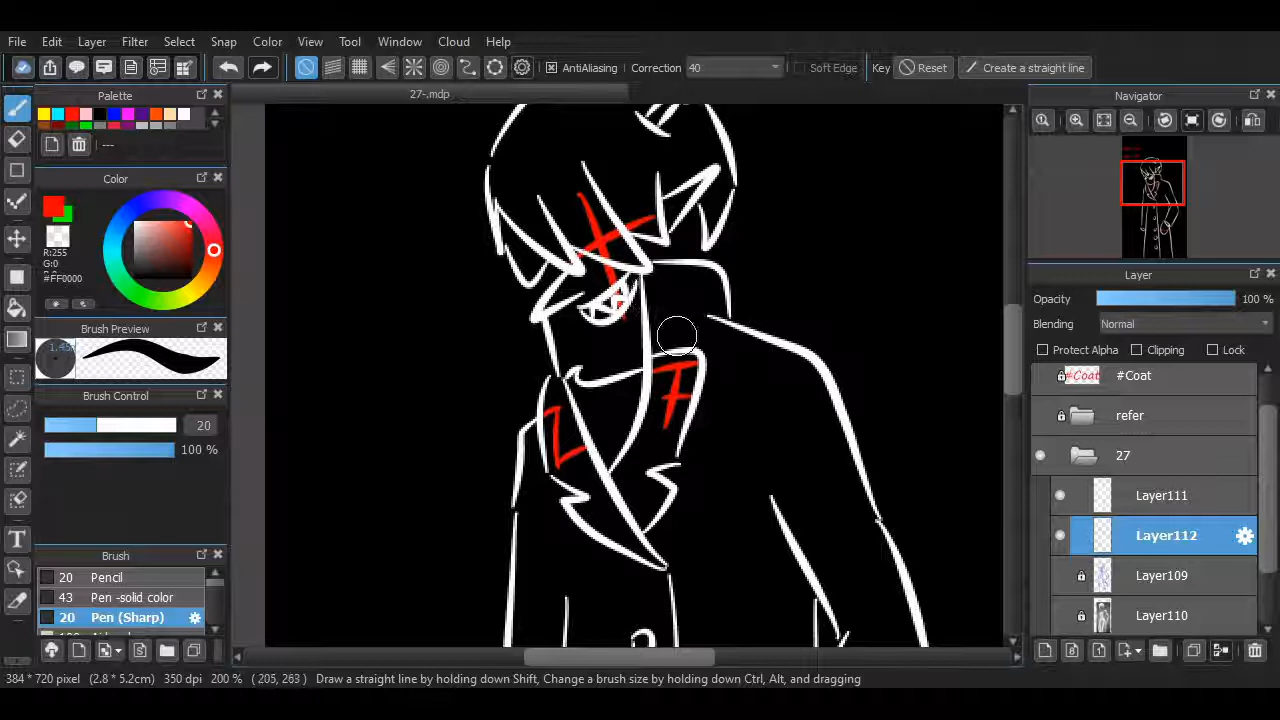 File Edit Layer Filter Select Snap Color View Tool Window Cloud Help
AntiAliasing Correction 40 Soft Edge Key Reset Create a straight line
27-.mdp
Palette
---
Color
R:255
G:0
#FF0000
Brush Preview
Brush Control
20
100 %
Brush
20 Pencil
43 Pen -solid color
20 Pen (Sharp)
Navigator
Layer
Opacity 100 %
Blending Normal
Protect Alpha Clipping Lock
#Coat #Coat
refer
27
Layer111
Layer112
Layer109
Layer110
384 * 720 pixel (2.8 * 5.2cm) 350 dpi 200 % ( 205, 263 ) Draw a straight line by holding down Shift, Change a brush size by holding down Ctrl, Alt, and dragging